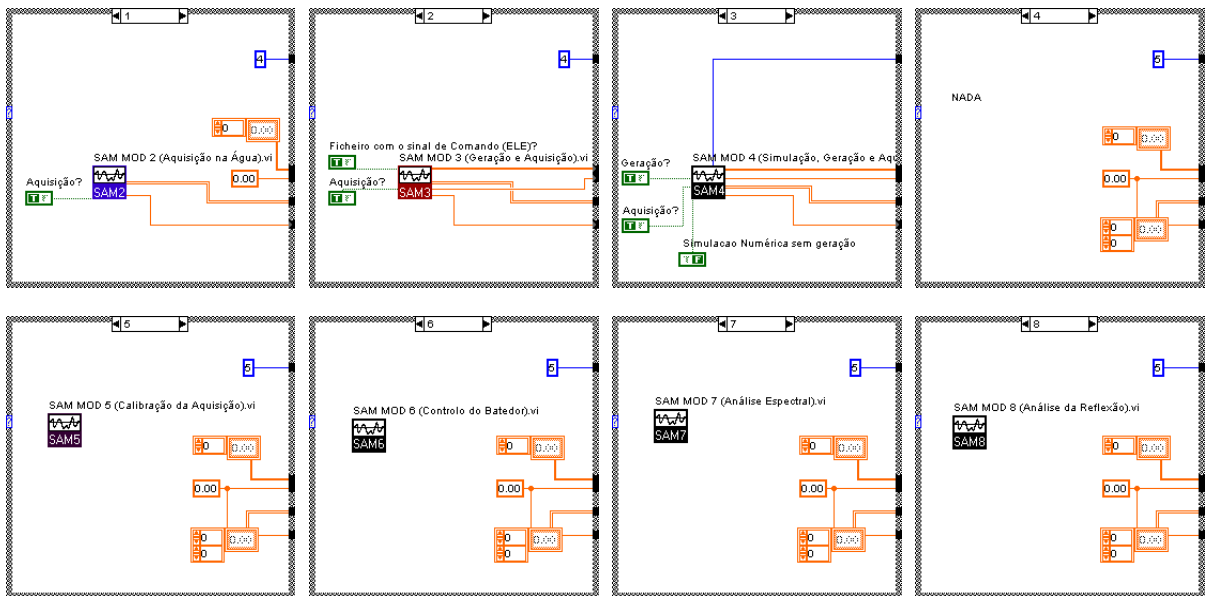 1
4
0
0.00
SAM MOD 2 (Aquisição na Água).vi
Aquisição?
0.00
T F
SAM2
2
4
Ficheiro com o sinal de Comando (ELE)?
T F
SAM MOD 3 (Geração e Aquisição).vi
Aquisição?
T F
SAM3
3
Geração?
SAM MOD 4 (Simulação, Geração e Aqu
T F
SAM4
Aquisição?
T F
Simulacao Numérica sem geração
T F
4
5
NADA
0
0.00
0.00
0
0.00
0
5
5
SAM MOD 5 (Calibração da Aquisição).vi
SAM5
0
0.00
0.00
0
0.00
0
6
5
SAM MOD 6 (Controlo do Batedor).vi
SAM6
0
0.00
0.00
0
0.00
0
7
5
SAM MOD 7 (Análise Espectral).vi
SAM7
0
0.00
0.00
0
0.00
0
8
5
SAM MOD 8 (Análise da Reflexão).vi
SAM8
0
0.00
0.00
0
0.00
0